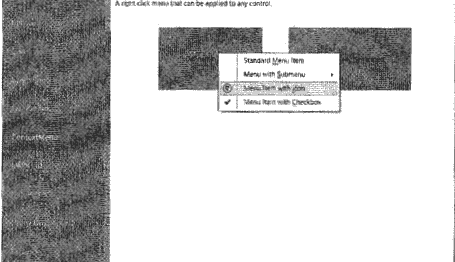 A right click menu that can be applied to any control.
Standard Menu Item
Menu with Submenu
Menu Item with Icon
Menu Item with Checkbox
ContextMenu